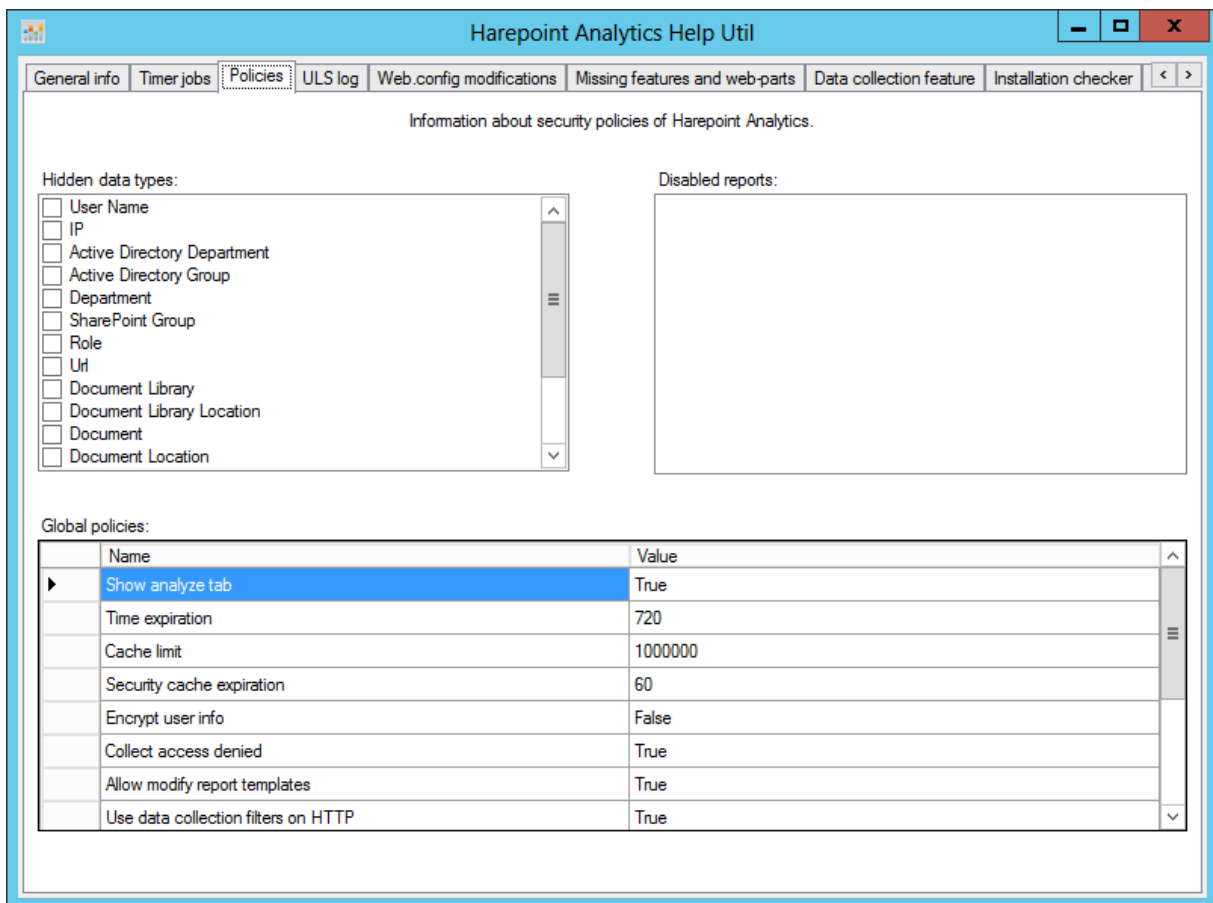 Harepoint Analytics Help Util
General info Timer jobs Policies ULS log Web.config modifications Missing features and web-parts Data collection feature Installation checker
Information about security policies of Harepoint Analytics.
Hidden data types: Disabled reports:
User Name
IP
Active Directory Department
Active Directory Group
Department
SharePoint Group
Role
Url
Document Library
Document Library Location
Document
Document Location
Global policies:
Name Value
Show analyze tab True
Time expiration 720
Cache limit 1000000
Security cache expiration 60
Encrypt user info False
Collect access denied True
Allow modify report templates True
Use data collection filters on HTTP True